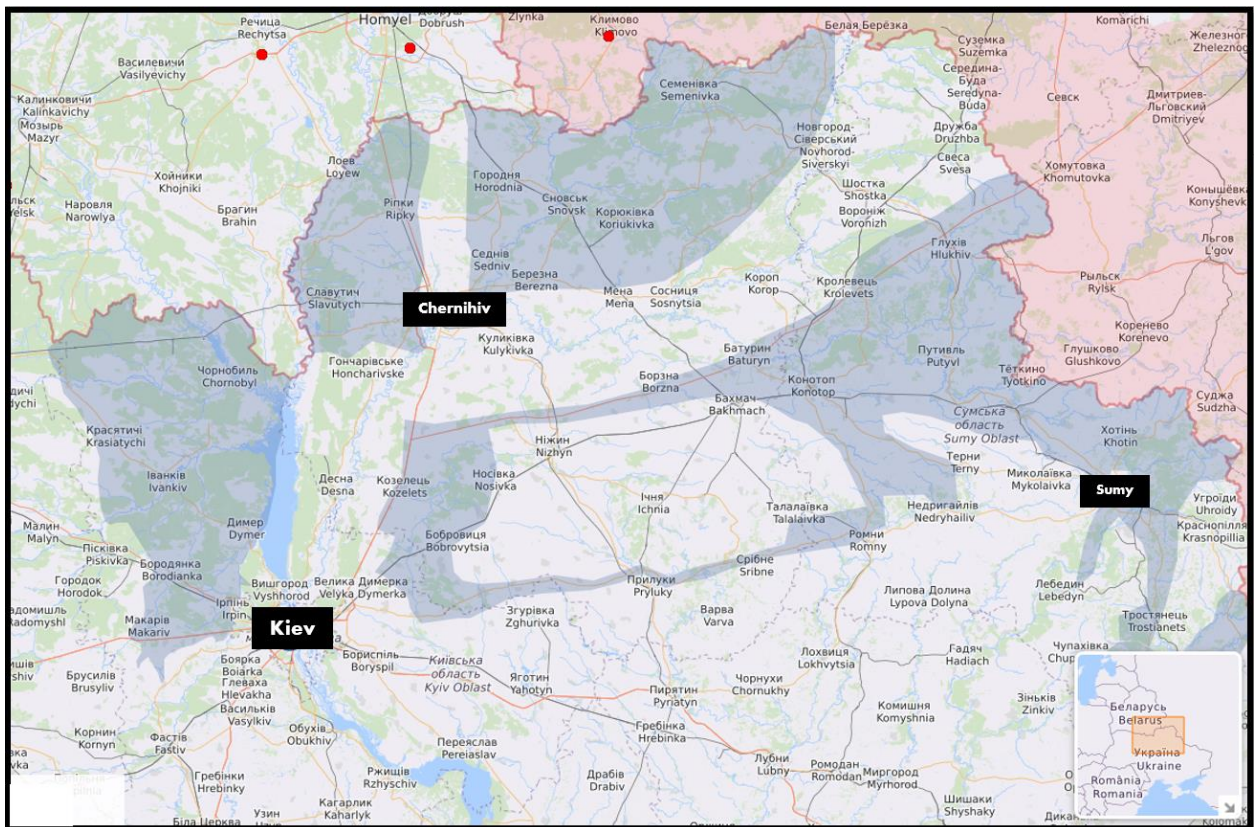 Речица
Rechytsa
Homyel
Dobrush
Zlynka
Климово
Klimovo
Белая Берёзка
Komarichi
Суземка
Suzemka
Василевичи
Vasilyevichy
Семенівка
Semenivka
Середина-
Буда
Seredyna-
Buda
Севск
Дмитриев-
Льговский
Dmitriyev
Калинковичи
Kalinkavichy
Мозырь
Mazyr
Новгород-
Сіверський
Novhorod-
Siverskyi
Дружба
Druzhba
Свеса
Svesa
Хомутовка
Khomutovka
Лоев
Loyew
Хойники
Khojniki
Городня
Horodnia
Шостка
Shostka
Сновськ
Snovsk
Корюківка
Koriukivka
Ріпки
Ripky
Вороніж
Voronizh
Наровля
Narowlya
Брагин
Brahin
Глухів
Hlukhiv
Льгов
L'gov
Седнів
Sedniv
Березна
Berezna
Мена
Mena
Сосниця
Sosnytsia
Короп
Korop
Кролевець
Krolevets
Рыльск
Rylsk
Славутич
Slavutych
Chernihiv
Куликівка
Kulykivka
Коренево
Korenevo
Гончарівське
Honcharivske
Батурин
Baturyn
Путивль
Putyvl
Глушково
Glushkovo
Чорнобиль
Chornobyl
Борзна
Borzna
Конотоп
Konotop
Тёткино
Tyotkino
Бахмач
Bakhmach
Суджа
Sudzha
Сумська
область
Sumy Oblast
Красятичі
Krasiatychi
Хотінь
Khotin
Ніжин
Nizhyn
Терни
Terny
Іванків
Ivankiv
Десна
Desna
Козелець
Kozelets
Носівка
Nosivka
Миколаївка
Mykolaivka
Sumy
Ічня
Ichnia
Талалаївка
Talalaivka
Недригайлів
Nedryhailiv
Угроїди
Uhroidy
Малин
Malyn
Димер
Dymer
Бобровиця
Bobrovytsia
Ромни
Romny
Краснопілля
Krasnopillia
Пісківка
Piskivka
Бородянка
Borodianka
Срібне
Sribne
Городок
Horodok
Вишгород
Vyshhorod
Велика Димерка
Velyka Dymerka
Прилуки
Pryluky
Липова Долина
Lypova Dolyna
Лебедин
Lebedyn
Ірпінь
Irpin
Макарів
Makariv
Kiev
Згурівка
Zghurivka
Варва
Varva
Тростянець
Trostianets
Боярка
Boiarka
Бориспіль
Boryspil
Київська
область
Kyiv Oblast
Лохвиця
Lokhvytsia
Гадяч
Hadiach
Чупахівка
Брусилів
Brusyliv
Глеваха
Hlevakha
Яготин
Yahotyn
Чорнухи
Chornukhy
Пирятин
Pyriatyn
Васильків
Vasylkiv
Комишня
Komyshnia
Зіньків
Zinkiv
Беларусь
Belarus
Обухів
Obukhiv
Гребінка
Hrebinka
Корнин
Kornyn
Фастів
Fastiv
Переяслав
Pereiaslav
Україна
Ukraine
Гребінки
Hrebinky
Ржищів
Rzhyschiv
Драбів
Drabiv
Лубни
Lubny
Ромодан
Romodan
Миргород
Myrhorod
România
Romania
Кагарлик
Kaharlyk
Узин
Шишаки
Shyshaky
Біла Церква